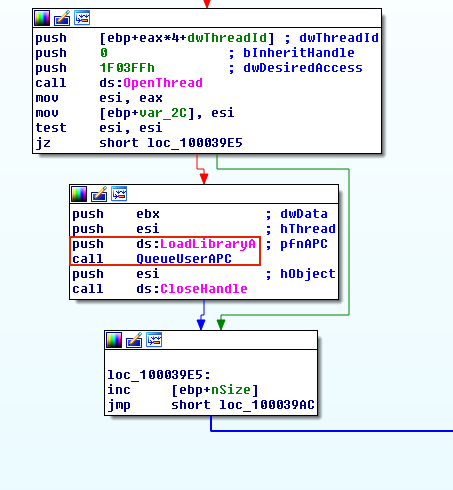 push [ebp+eax*4+dwThreadId] ; dwThreadId
push 0 ; bInheritHandle
push 1F03FFh ; dwDesiredAccess
call ds:OpenThread
mov esi, eax
mov [ebp+var_2C], esi
test esi, esi
jz short loc_100039E5
push ebx ; dwData
push esi ; hThread
push ds:LoadLibraryA ; pfnAPC
call QueueUserAPC
push esi ; hObject
call ds:CloseHandle
loc_100039E5:
inc [ebp+nSize]
jmp short loc_100039AC